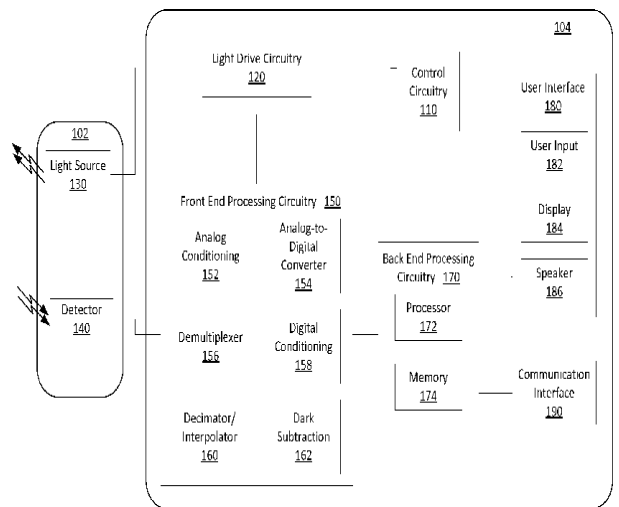 104
Light Drive Circuitry
120
Control
Circuitry
110
User Interface
180
User Input
182
Display
184
Speaker
186
102
Light Source
130
Detector
140
Front End Processing Circuitry 150
Analog
Conditioning
152
Analog-to-
Digital
Converter
154
Demultiplexer
156
Digital
Conditioning
158
Decimator/
Interpolator
160
Dark
Subtraction
162
Back End Processing
Circuitry 170
Processor
172
Memory
174
Communication
Interface
190